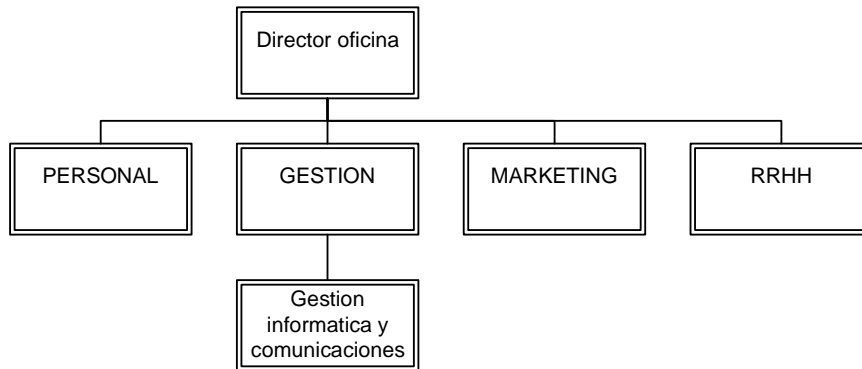 Director oficina
PERSONAL
GESTION
MARKETING
RRHH
Gestion
informatica y
comunicaciones